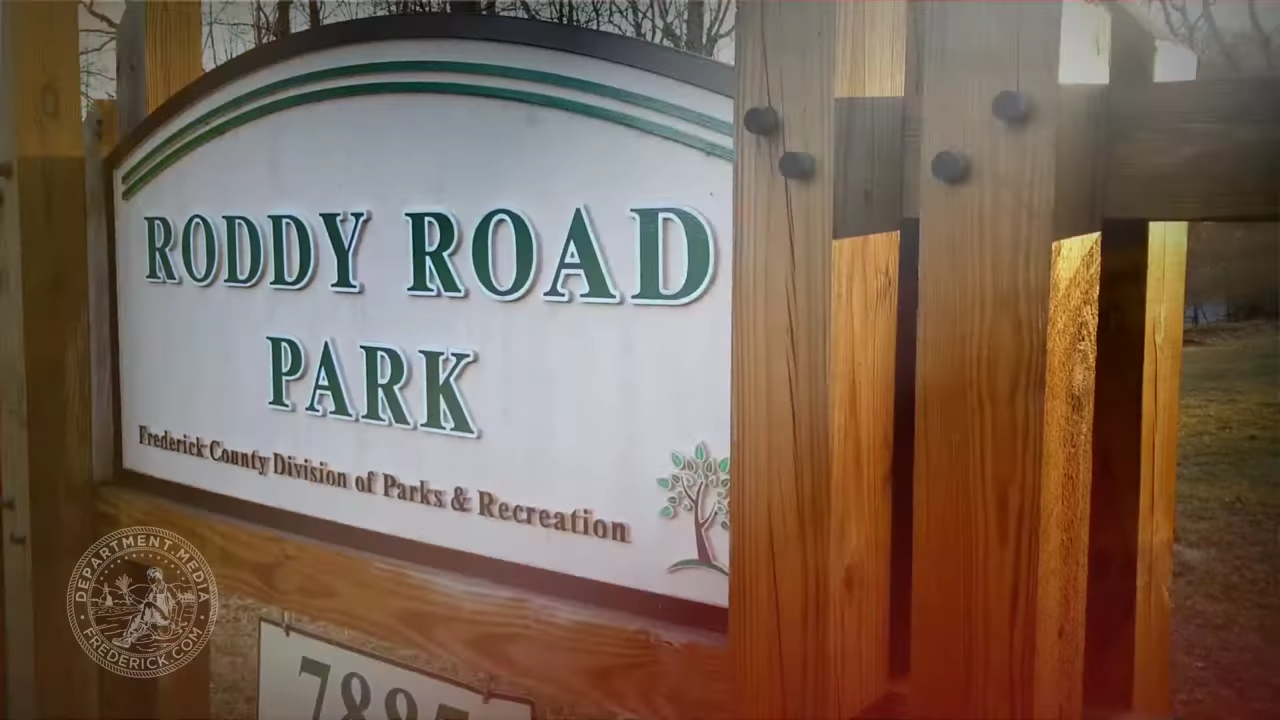 RODDY ROAD
PARK
Frederick County Division of Parks & Recreation
DEPARTMENT.MEDIA
FREDERICK.COM